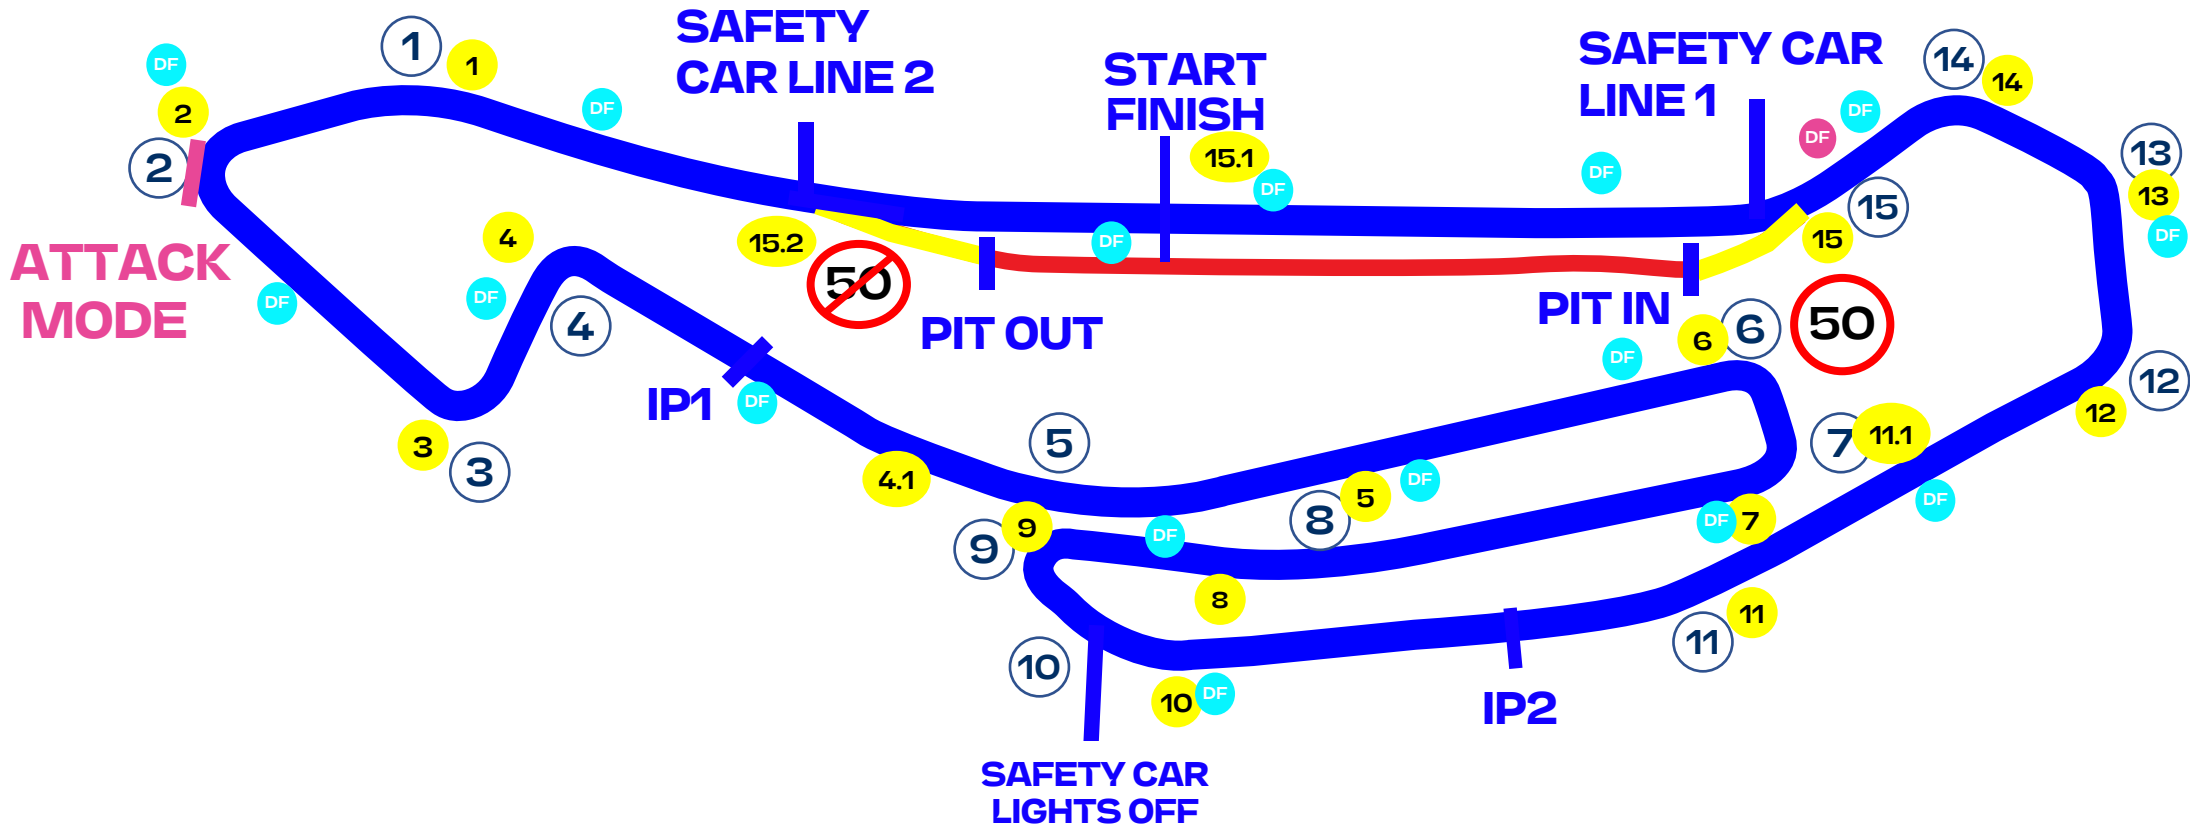 SAFETY
CAR LINE 2
START
FINISH
SAFETY CAR
LINE 1
1
1
14
14
DF
2
2
DF
15.1
DF
DF
DF
DF
13
13
DF
15
15
ATTACK
MODE
DF
4
DF
4
15.2
50
DF
PIT OUT
PIT IN
50
6
6
DF
IP1
DF
12
12
3
3
4.1
5
5
DF
8
7
11.1
DF
7
DF
9
9
DF
8
11
11
10
10
DF
IP2
SAFETY CAR
LIGHTS OFF